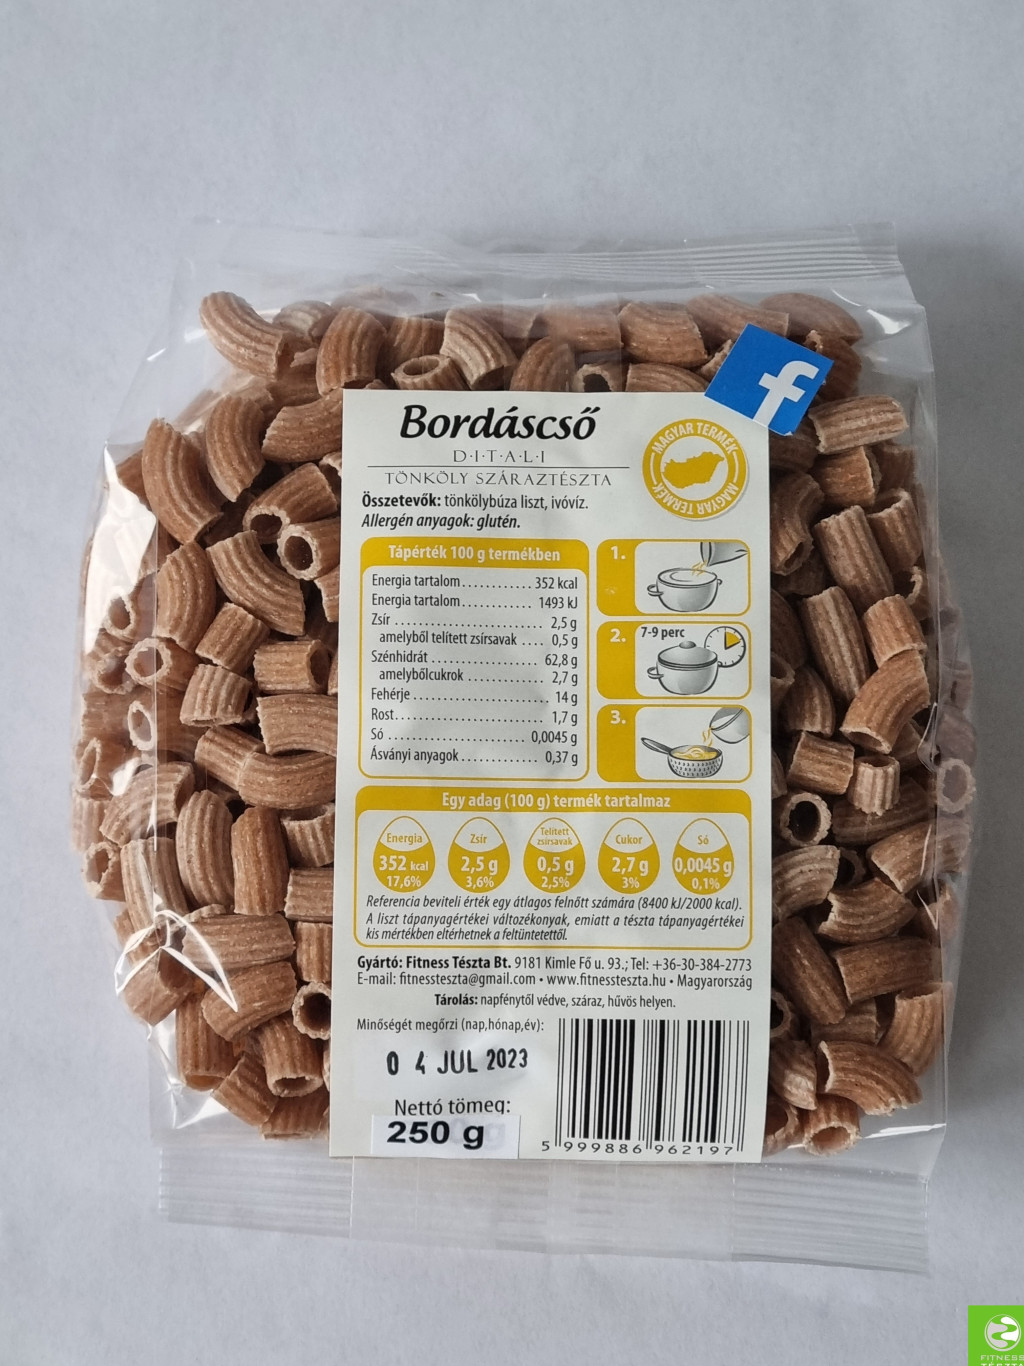 f
Bordáscső
D·I·T·A·L·I
TÖNKÖLY SZÁRAZTÉSZTA
MAGYAR TERMÉK
MAGYAR TERMÉK
Összetevők: tönkölybúza liszt, ivóvíz.
Allergén anyagok: glutén.
Tápérték 100 g termékben
Energia tartalom............ 352 kcal
Energia tartalom............ 1493 kJ
Zsír ......................... 2,5 g
amelyből telített zsírsavak .... 0,5 g
Szénhidrát ................... 62,8 g
amelybőlcukrok ............. 2,7 g
Fehérje ....................... 14 g
Rost........................... 1,7 g
Só ........................... 0,0045 g
Ásványi anyagok............. 0,37 g
1.
2. 7-9 perc
3.
Egy adag (100 g) termék tartalmaz
Energia
352 kcal
17,6%
Zsír
2,5 g
3,6%
Telített
zsírsavak
0,5 g
2,5%
Cukor
2,7 g
3%
Só
0,0045 g
0,1%
Referencia beviteli érték egy átlagos felnőtt számára (8400 kJ/2000 kcal).
A liszt tápanyagértékei változékonyak, emiatt a tészta tápanyagértékei
kis mértékben eltérhetnek a feltüntetettől.
Gyártó: Fitness Tészta Bt. 9181 Kimle Fő u. 93.; Tel: +36-30-384-2773
E-mail: fitnessteszta@gmail.com • www.fitnessteszta.hu • Magyarország
Tárolás: napfénytől védve, száraz, hűvös helyen.
Minőségét megőrzi (nap,hónap,év):
0 4 JUL 2023
Nettó tömeg:
250 g
5 999886 962197
FITNESS
TÉSZTA